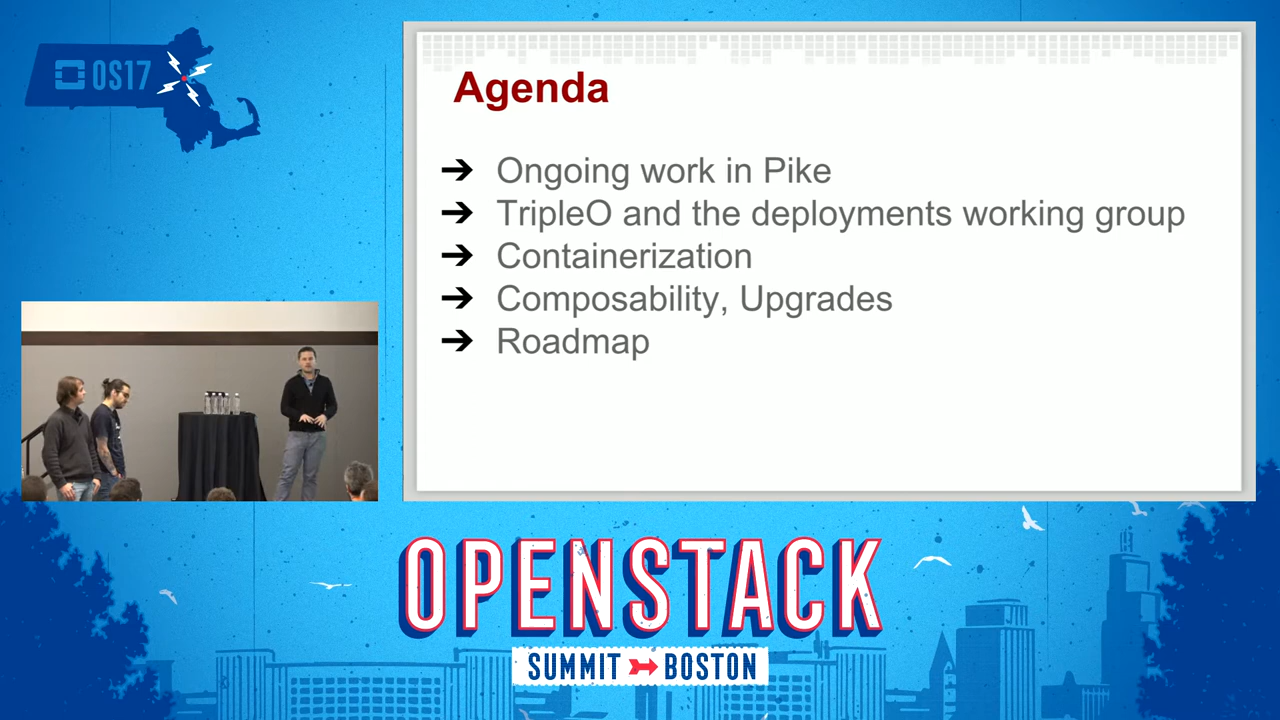 OS17
Agenda
➔ Ongoing work in Pike
➔ TripleO and the deployments working group
➔ Containerization
➔ Composability, Upgrades
➔ Roadmap
OPENSTACK
SUMMIT BOSTON